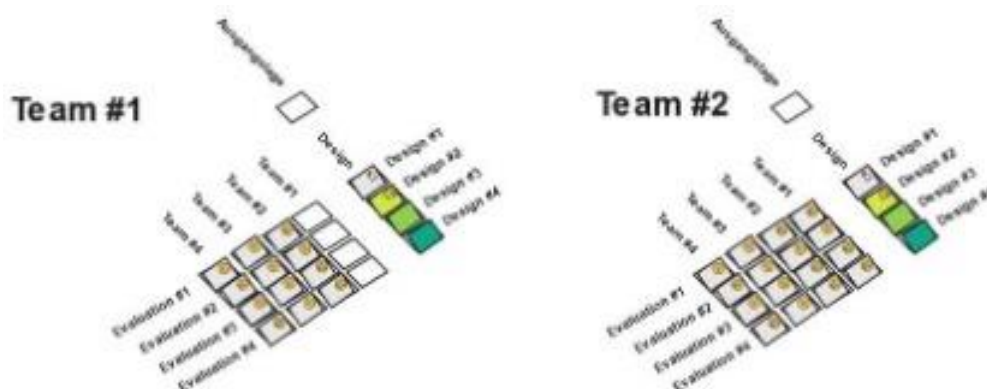 Team #1
Ausgangslage
Design
Design #1
Design #2
Design #3
Design #4
Team #1
Team #2
Team #3
Team #4
Evaluation #1
Evaluation #2
Evaluation #3
Evaluation #4
Team #2
Ausgangslage
Design
Design #1
Design #2
Design #3
Design #4
Team #1
Team #2
Team #3
Team #4
Evaluation #1
Evaluation #2
Evaluation #3
Evaluation #4